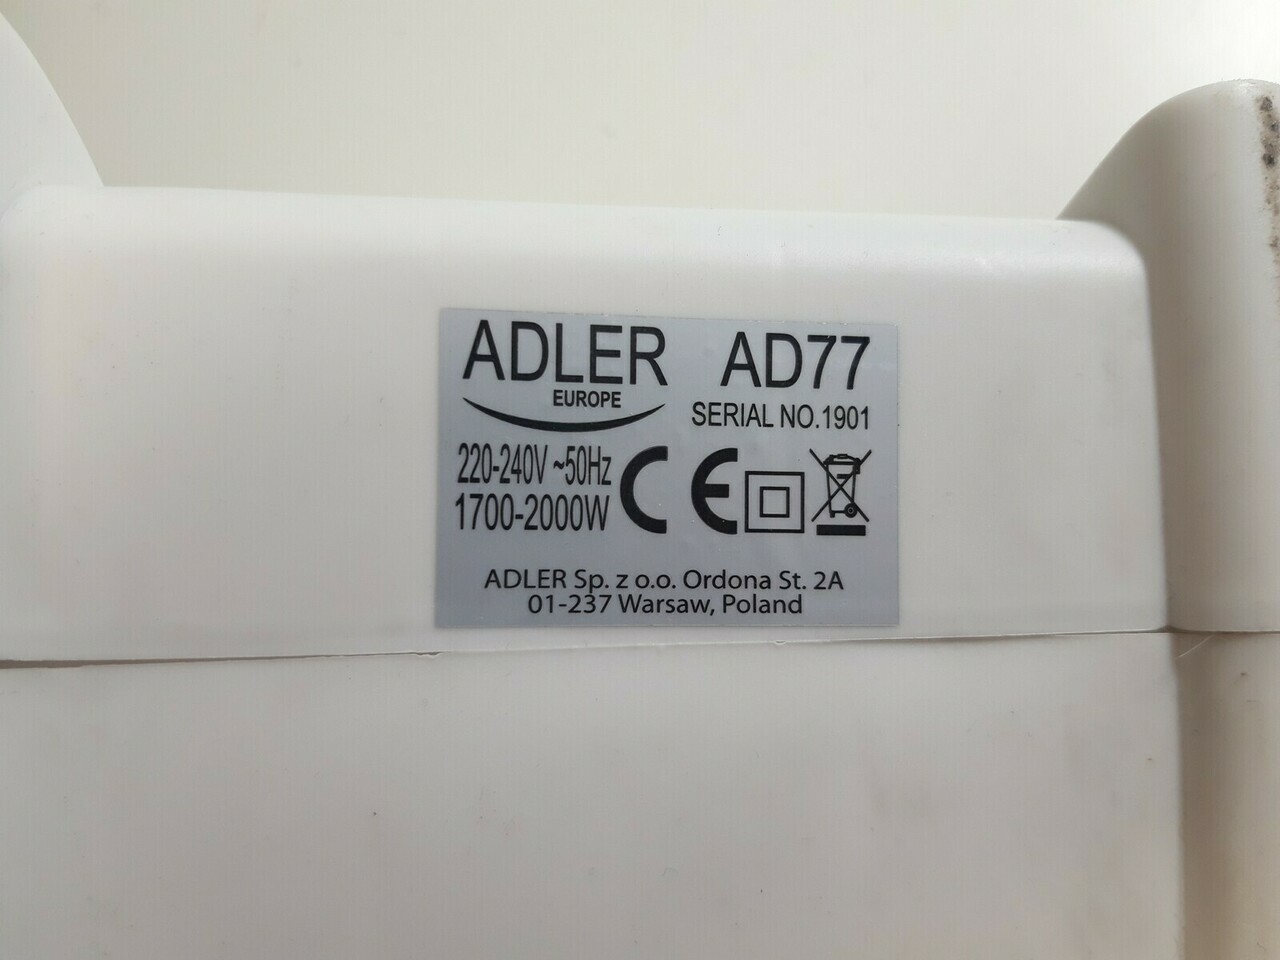 ADLER
EUROPE
AD77
SERIAL NO.1901
220-240V ~50Hz
1700-2000W
CE
ADLER Sp. z o.o. Ordona St. 2A
01-237 Warsaw, Poland